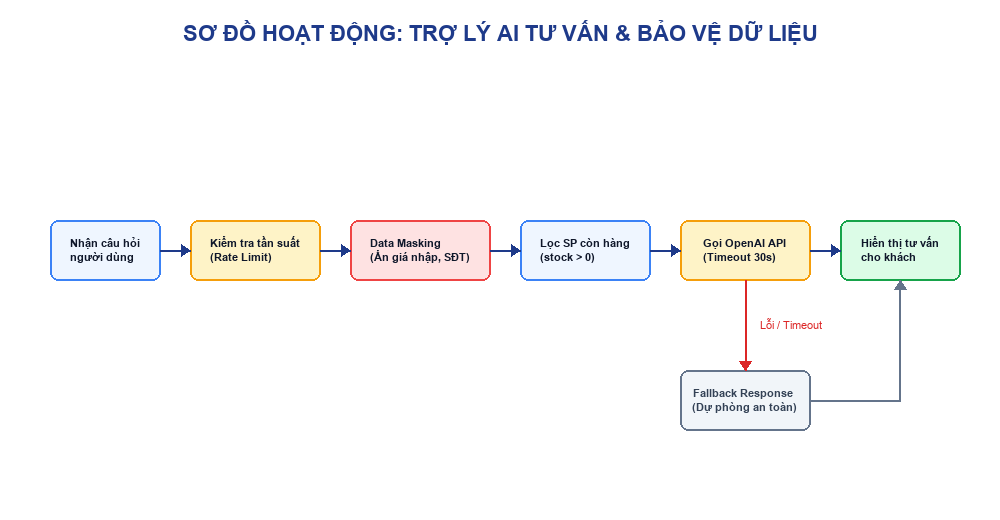 SƠ ĐỒ HOẠT ĐỘNG: TRỢ LÝ AI TƯ VẤN & BẢO VỆ DỮ LIỆU
Nhận câu hỏi
người dùng
Kiểm tra tần suất
(Rate Limit)
Data Masking
(Ẩn giá nhập, SĐT)
Lọc SP còn hàng
(stock > 0)
Gọi OpenAI API
(Timeout 30s)
Hiển thị tư vấn
cho khách
Lỗi / Timeout
Fallback Response
(Dự phòng an toàn)